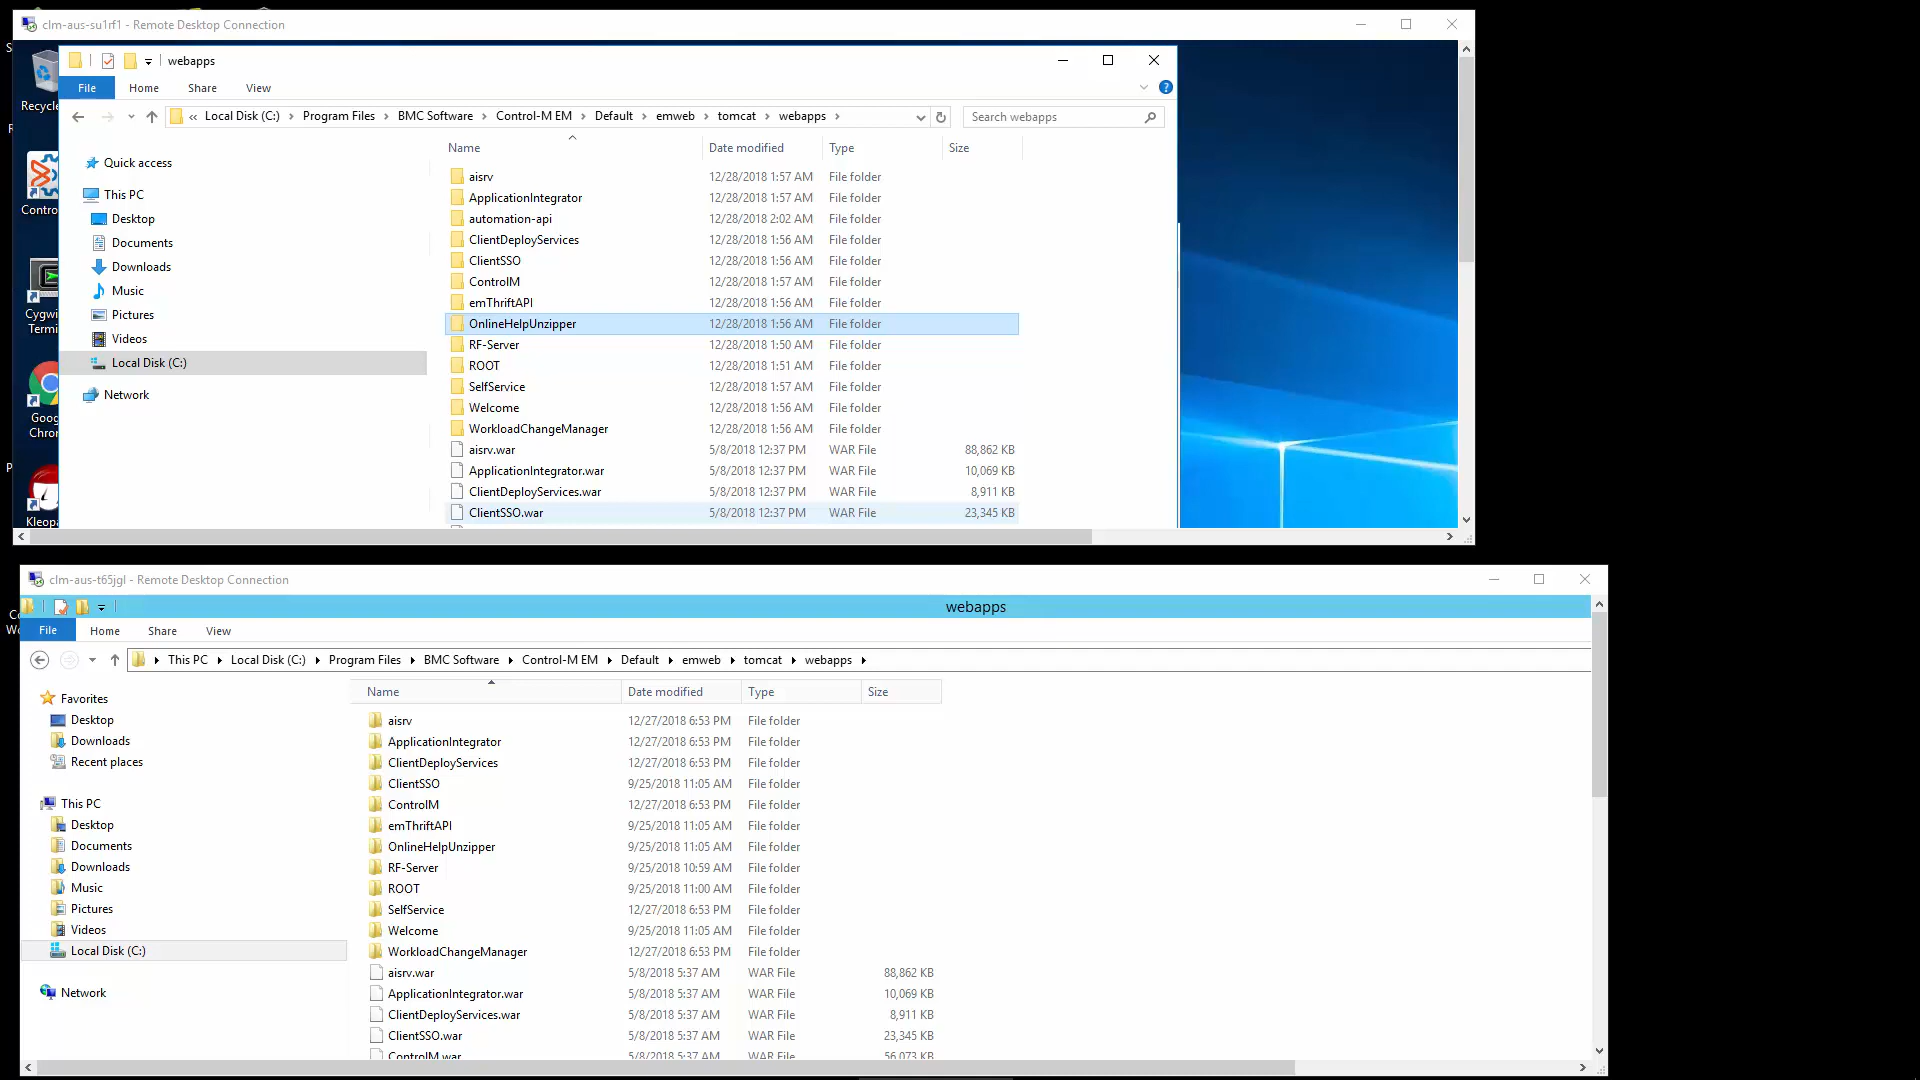 clm-aus-su1rf1 - Remote Desktop Connection
webapps
File Home Share View
« Local Disk (C:) Program Files BMC Software Control-M EM Default emweb tomcat webapps
Search webapps
Name Date modified Type Size
Recycle
Contro
Cygwi
Termi
Goog
Chron
Kleopa
Quick access
This PC
Desktop
Documents
Downloads
Music
Pictures
Videos
Local Disk (C:)
Network
aisrv 12/28/2018 1:57 AM File folder
ApplicationIntegrator 12/28/2018 1:57 AM File folder
automation-api 12/28/2018 2:02 AM File folder
ClientDeployServices 12/28/2018 1:56 AM File folder
ClientSSO 12/28/2018 1:56 AM File folder
ControlM 12/28/2018 1:57 AM File folder
emThriftAPI 12/28/2018 1:56 AM File folder
OnlineHelpUnzipper 12/28/2018 1:56 AM File folder
RF-Server 12/28/2018 1:50 AM File folder
ROOT 12/28/2018 1:51 AM File folder
SelfService 12/28/2018 1:57 AM File folder
Welcome 12/28/2018 1:56 AM File folder
WorkloadChangeManager 12/28/2018 1:56 AM File folder
aisrv.war 5/8/2018 12:37 PM WAR File 88,862 KB
ApplicationIntegrator.war 5/8/2018 12:37 PM WAR File 10,069 KB
ClientDeployServices.war 5/8/2018 12:37 PM WAR File 8,911 KB
ClientSSO.war 5/8/2018 12:37 PM WAR File 23,345 KB
clm-aus-t65jgl - Remote Desktop Connection
webapps
File Home Share View
This PC Local Disk (C:) Program Files BMC Software Control-M EM Default emweb tomcat webapps
Name Date modified Type Size
Favorites
Desktop
Downloads
Recent places
This PC
Desktop
Documents
Downloads
Music
Pictures
Videos
Local Disk (C:)
Network
aisrv 12/27/2018 6:53 PM File folder
ApplicationIntegrator 12/27/2018 6:53 PM File folder
ClientDeployServices 12/27/2018 6:53 PM File folder
ClientSSO 9/25/2018 11:05 AM File folder
ControlM 12/27/2018 6:53 PM File folder
emThriftAPI 9/25/2018 11:05 AM File folder
OnlineHelpUnzipper 9/25/2018 11:05 AM File folder
RF-Server 9/25/2018 10:59 AM File folder
ROOT 9/25/2018 11:00 AM File folder
SelfService 12/27/2018 6:53 PM File folder
Welcome 9/25/2018 11:05 AM File folder
WorkloadChangeManager 12/27/2018 6:53 PM File folder
aisrv.war 5/8/2018 5:37 AM WAR File 88,862 KB
ApplicationIntegrator.war 5/8/2018 5:37 AM WAR File 10,069 KB
ClientDeployServices.war 5/8/2018 5:37 AM WAR File 8,911 KB
ClientSSO.war 5/8/2018 5:37 AM WAR File 23,345 KB
ControlM.war 5/8/2018 5:37 AM WAR File 56,073 KB